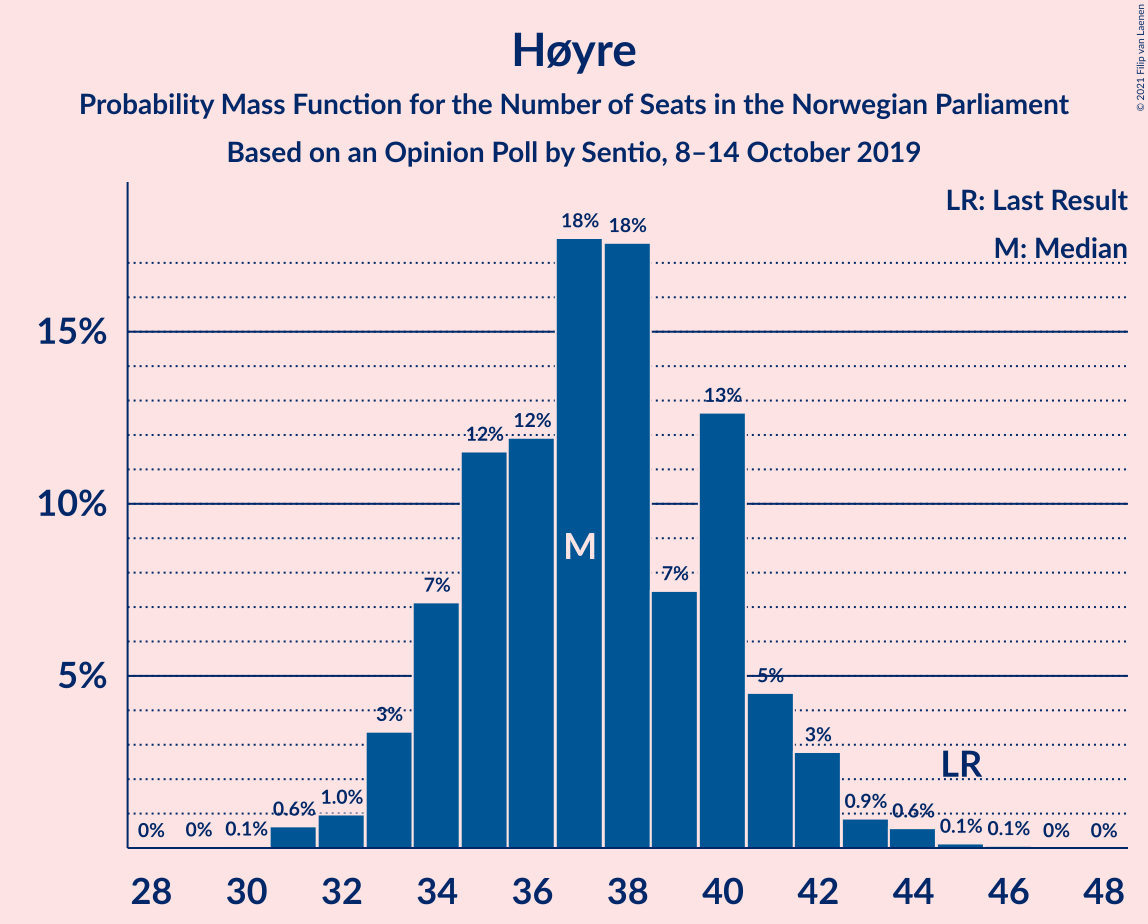 Høyre
Probability Mass Function for the Number of Seats in the Norwegian Parliament
Based on an Opinion Poll by Sentio, 8–14 October 2019
© 2021 Filip van Laenen
LR: Last Result
M: Median
15%
10%
5%
0%
0%
0.1%
0.6%
1.0%
3%
7%
12%
12%
18%
18%
7%
13%
5%
3%
0.9%
0.6%
0.1%
0.1%
0%
0%
M
LR
28 30 32 34 36 38 40 42 44 46 48